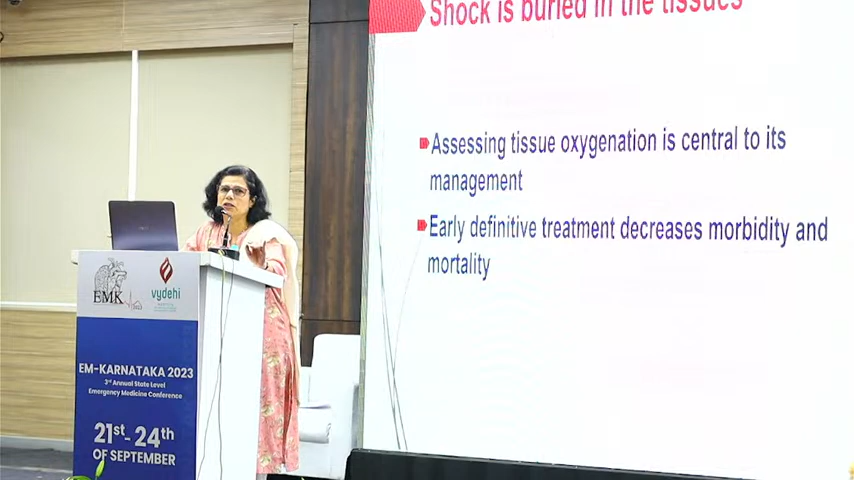 Shock is buried in the tissues
Assessing tissue oxygenation is central to its
management
Early definitive treatment decreases morbidity and
mortality
EMK
vydehi
EM-KARNATAKA 2023
3rd Annual State Level
Emergency Medicine Conference
21st - 24th
OF SEPTEMBER